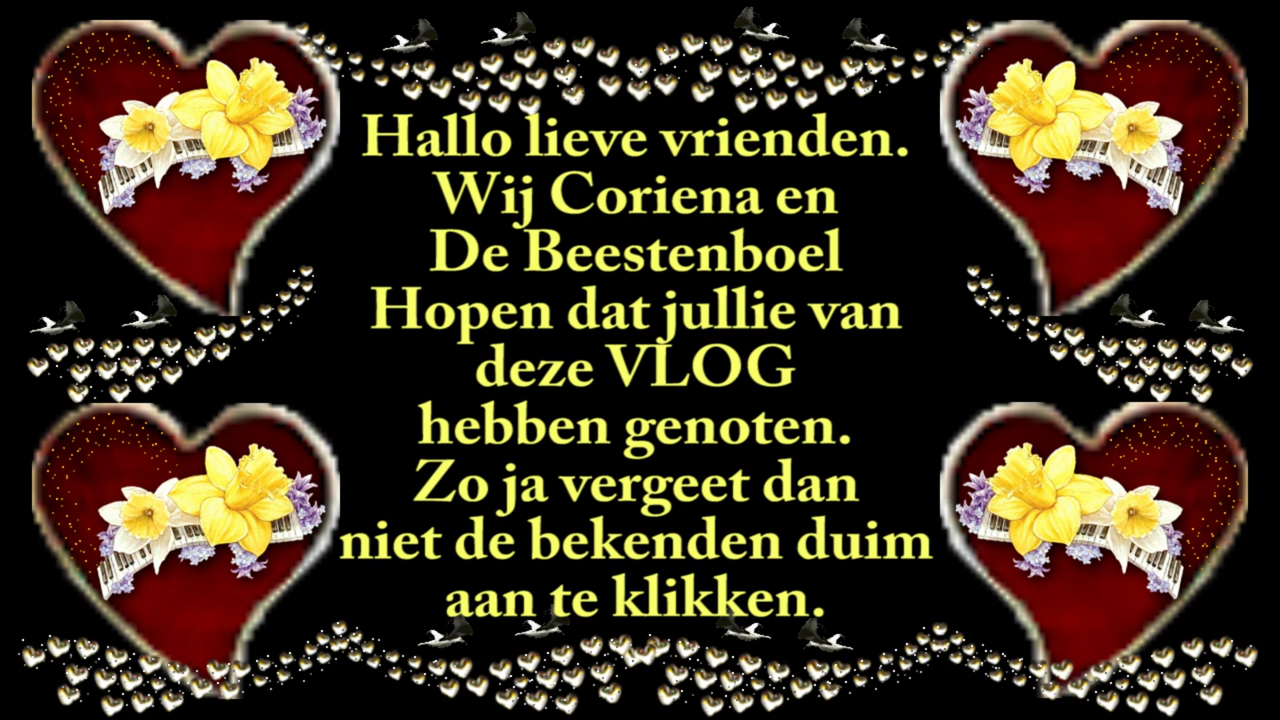 Hallo lieve vrienden.
Wij Coriena en
De Beestenboel
Hopen dat jullie van
deze VLOG
hebben genoten.
Zo ja vergeet dan
niet de bekenden duim
aan te klikken.